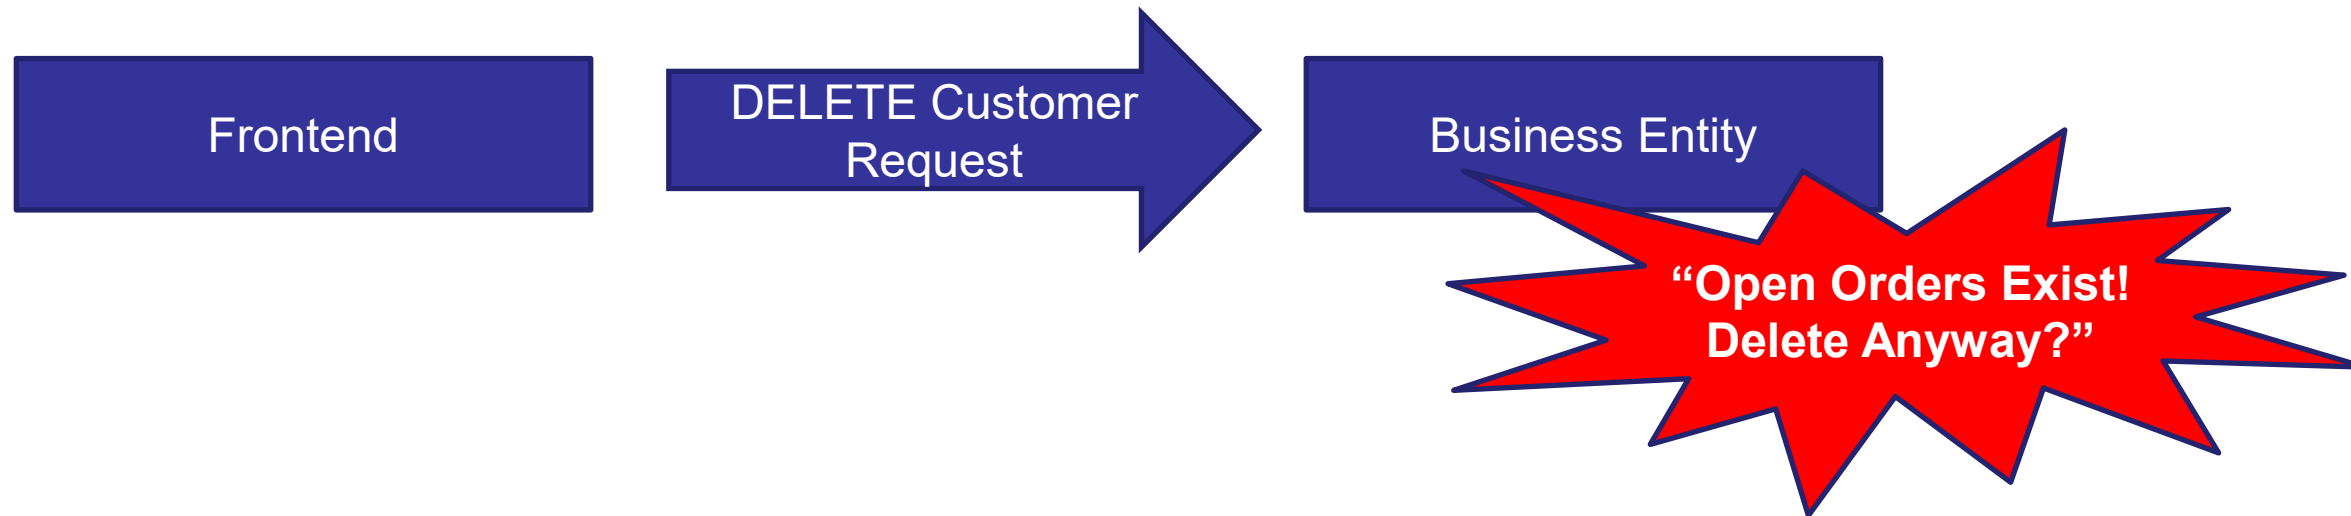 Frontend
DELETE Customer
Request
Business Entity
“Open Orders Exist!
Delete Anyway?”